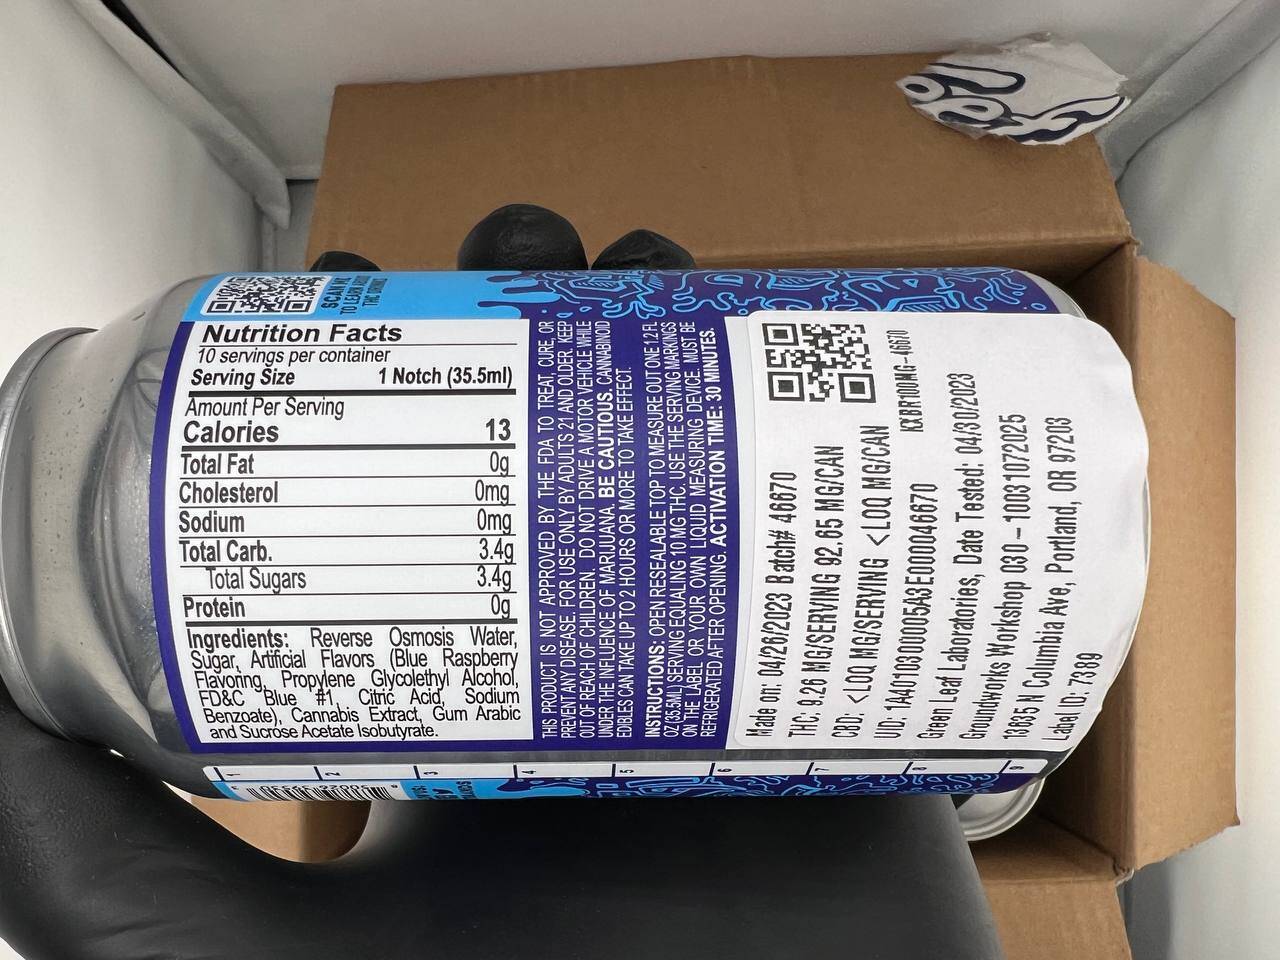 SCAN ME
TO LEARN ABOUT
THC DOSING
Nutrition Facts
10 servings per container
Serving Size 1 Notch (35.5ml)
Amount Per Serving
Calories 13
Total Fat 0g
Cholesterol 0mg
Sodium 0mg
Total Carb. 3.4g
Total Sugars 3.4g
Protein 0g
Ingredients: Reverse Osmosis Water,
Sugar, Artificial Flavors (Blue Raspberry
Flavoring, Propylene Glycolethyl Alcohol,
FD&C Blue #1, Citric Acid, Sodium
Benzoate), Cannabis Extract, Gum Arabic
and Sucrose Acetate Isobutyrate.
THIS PRODUCT IS NOT APPROVED BY THE FDA TO TREAT, CURE, OR
PREVENT ANY DISEASE. FOR USE ONLY BY ADULTS 21 AND OLDER. KEEP
OUT OF REACH OF CHILDREN. DO NOT DRIVE A MOTOR VEHICLE WHILE
UNDER THE INFLUENCE OF MARIJUANA. BE CAUTIOUS. CANNABINOID
EDIBLES CAN TAKE UP TO 2 HOURS OR MORE TO TAKE EFFECT.
INSTRUCTIONS: OPEN RESEALABLE TOP TO MEASURE OUT ONE 1.2 FL
OZ (35.5ML) SERVING EQUALING 10 MG THC. USE THE SERVING MARKINGS
ON THE LABEL OR YOUR OWN LIQUID MEASURING DEVICE. MUST BE
REFRIGERATED AFTER OPENING. ACTIVATION TIME: 30 MINUTES.
Made on: 04/26/2023 Batch# 46670
THC: 9.26 MG/SERVING 92.65 MG/CAN
CBD: <LOQ MG/SERVING <LOQ MG/CAN
ICXBR100MG-46670
UID: 1A40103000005A3E000046670
Green Leaf Laboratories, Date Tested: 04/30/2023
Groundworks Workshop 030 – 10031072025
13635 N Columbia Ave, Portland, OR 97203
Label ID: 7389
1
2
3
4
5
6
7
8
9